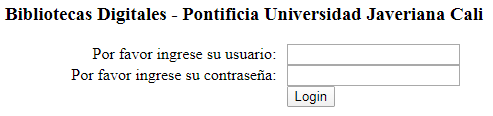 Bibliotecas Digitales - Pontificia Universidad Javeriana Cali
Por favor ingrese su usuario:
Por favor ingrese su contraseña:
Login